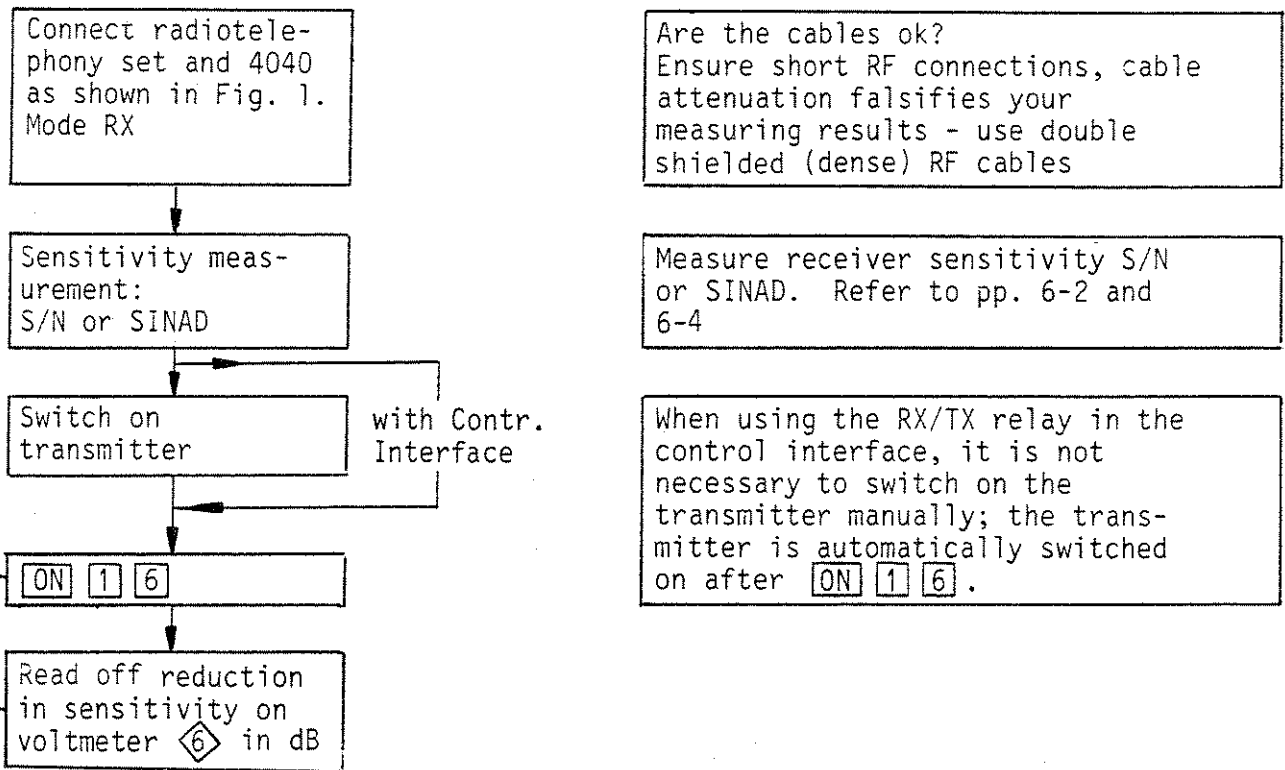 Connect radiotele-
phony set and 4040
as shown in Fig. 1.
Mode RX
Are the cables ok?
Ensure short RF connections, cable
attenuation falsifies your
measuring results - use double
shielded (dense) RF cables
Sensitivity meas-
urement:
S/N or SINAD
Measure receiver sensitivity S/N
or SINAD. Refer to pp. 6-2 and
6-4
Switch on
transmitter
with Contr.
Interface
When using the RX/TX relay in the
control interface, it is not
necessary to switch on the
transmitter manually; the trans-
mitter is automatically switched
on after ON 1 6 .
ON 1 6
Read off reduction
in sensitivity on
voltmeter 6 in dB